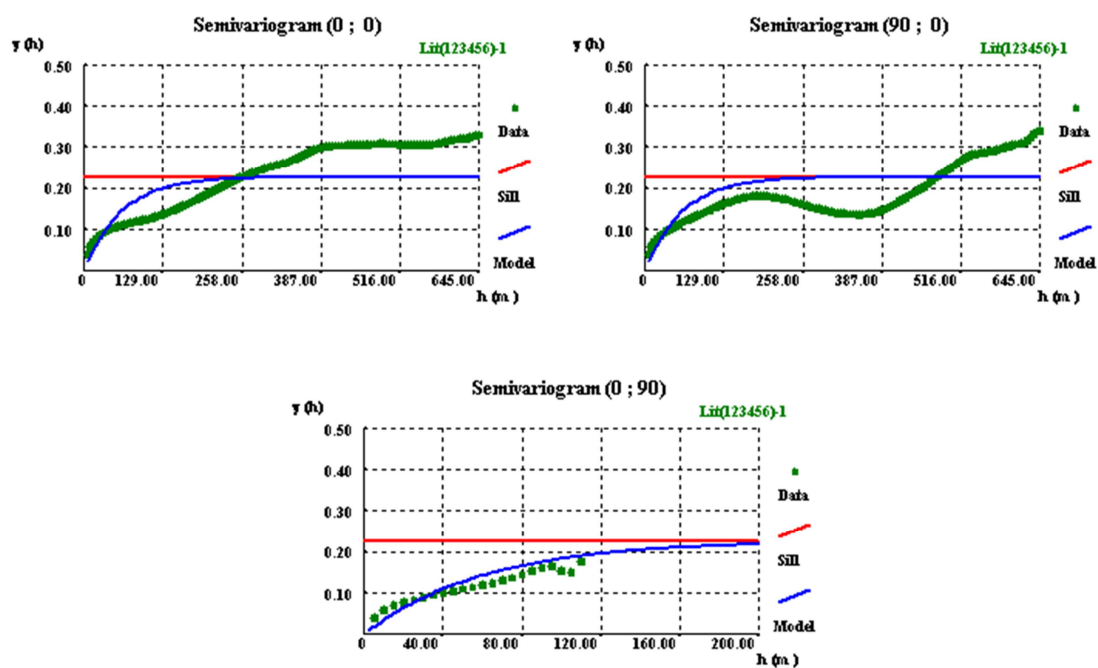 Semivariogram (0 ; 0)
γ (h)
Lit(123456)-1
0.50
0.40
0.30
0.20
0.10
0
129.00
258.00
387.00
516.00
645.00
h (m)
Data
Sill
Model
Semivariogram (90 ; 0)
γ (h)
Lit(123456)-1
0.50
0.40
0.30
0.20
0.10
0
129.00
258.00
387.00
516.00
645.00
h (m)
Data
Sill
Model
Semivariogram (0 ; 90)
γ (h)
Lit(123456)-1
0.50
0.40
0.30
0.20
0.10
0
40.00
80.00
120.00
160.00
200.00
h (m)
Data
Sill
Model